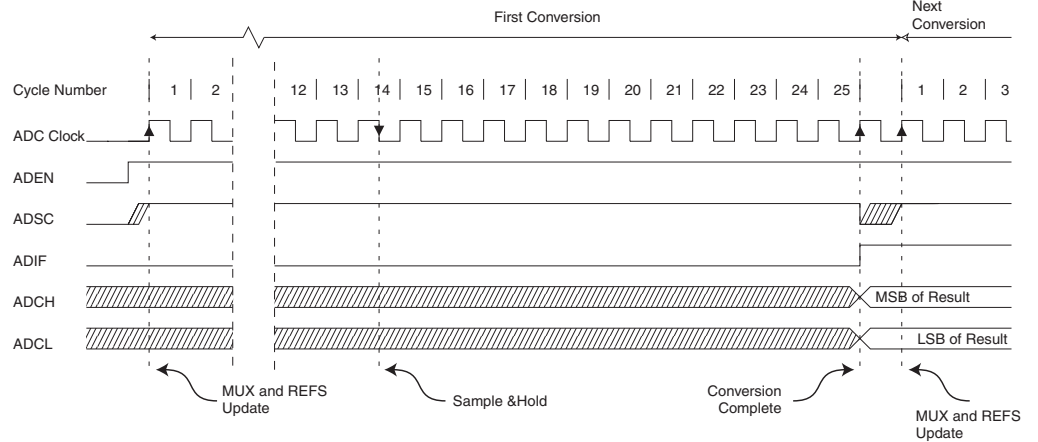 First Conversion
Next
Conversion
Cycle Number 1 2 12 13 14 15 16 17 18 19 20 21 22 23 24 25 1 2 3
ADC Clock
ADEN
ADSC
ADIF
ADCH MSB of Result
ADCL LSB of Result
MUX and REFS
Update
Sample &Hold
Conversion
Complete
MUX and REFS
Update